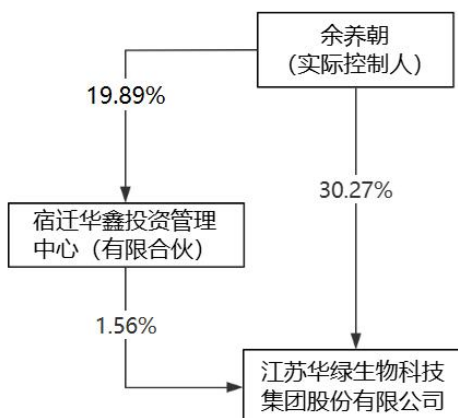 余养朝
（实际控制人）
19.89%
30.27%
宿迁华鑫投资管理
中心（有限合伙）
1.56%
江苏华绿生物科技
集团股份有限公司